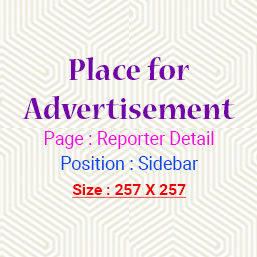 Place for
Advertisement
Page : Reporter Detail
Position : Sidebar
Size : 257 X 257